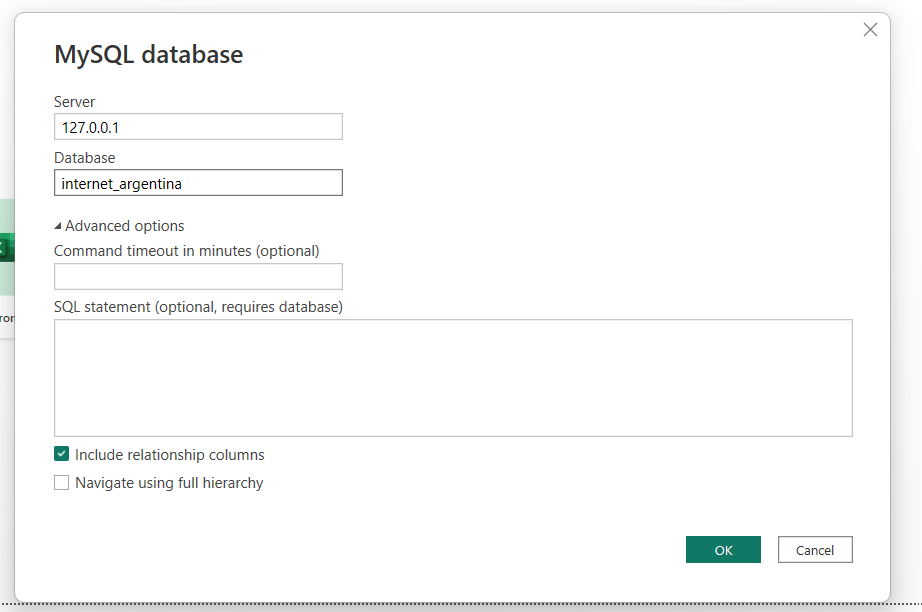 MySQL database
Server
127.0.0.1
Database
internet_argentina
Advanced options
Command timeout in minutes (optional)
SQL statement (optional, requires database)
Include relationship columns
Navigate using full hierarchy
OK
Cancel